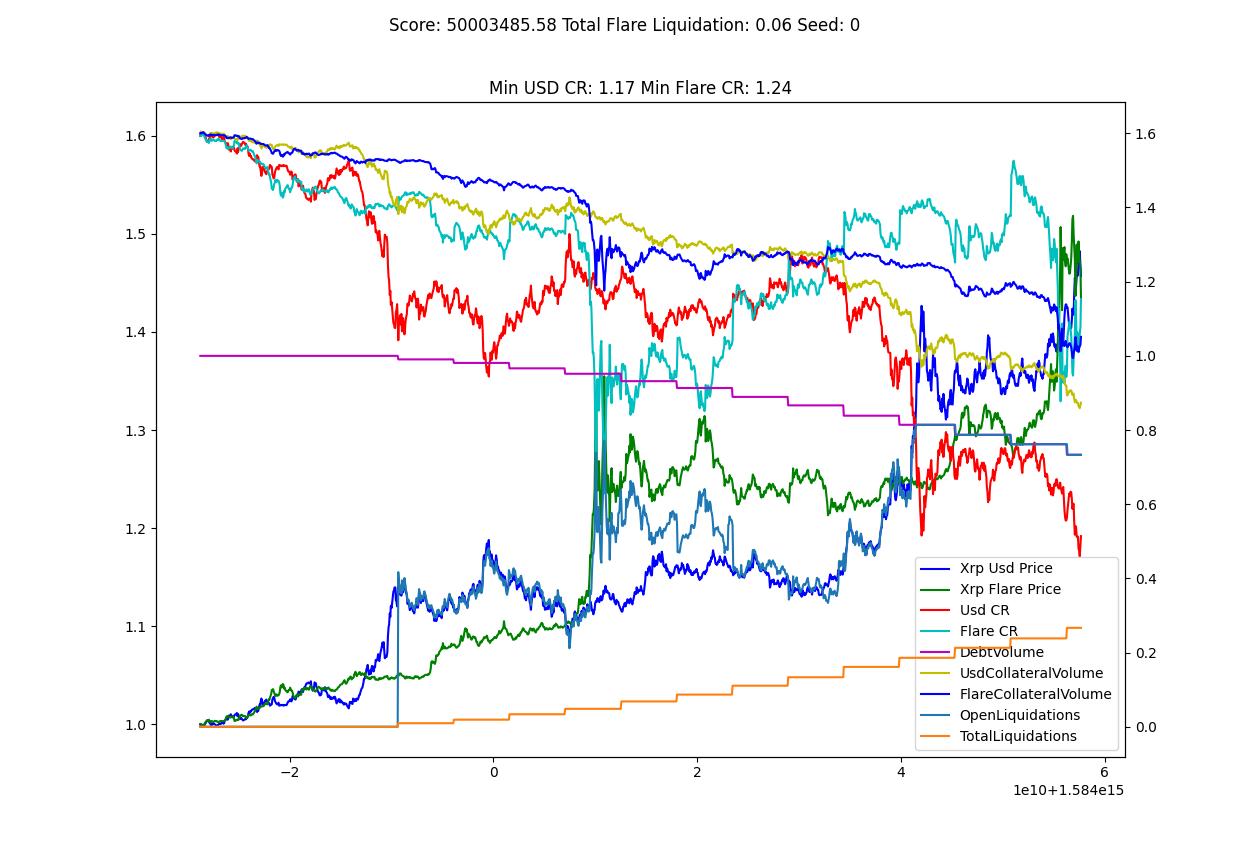 Score: 50003485.58 Total Flare Liquidation: 0.06 Seed: 0
Min USD CR: 1.17 Min Flare CR: 1.24
1.6
1.5
1.4
1.3
1.2
1.1
1.0
1.6
1.4
1.2
1.0
0.8
0.6
0.4
0.2
0.0
Xrp Usd Price
Xrp Flare Price
Usd CR
Flare CR
DebtVolume
UsdCollateralVolume
FlareCollateralVolume
OpenLiquidations
TotalLiquidations
−2 0 2 4 6
1e10+1.584e15